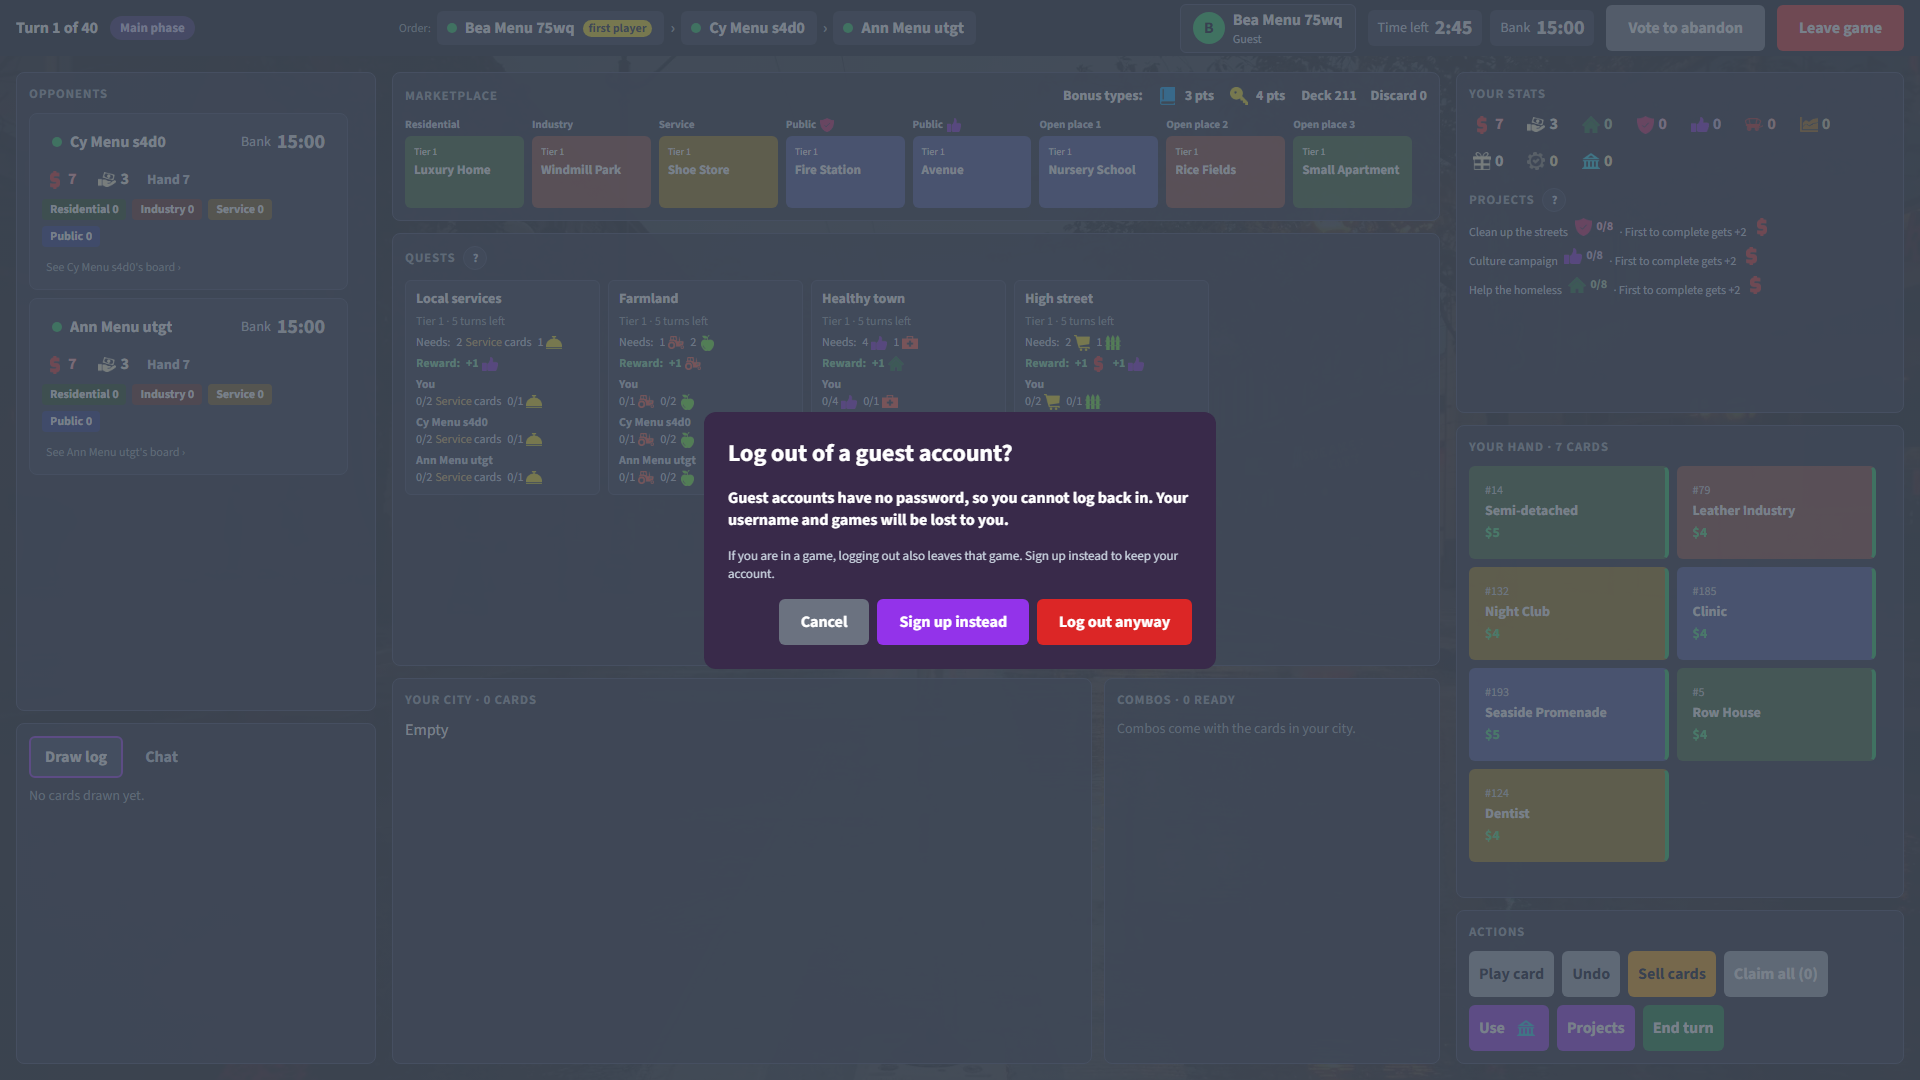 Turn 1 of 40 Main phase
Order: Bea Menu 75wq first player › Cy Menu s4d0 › Ann Menu utgt
B Bea Menu 75wq
Guest
Time left 2:45 Bank 15:00 Vote to abandon Leave game
OPPONENTS
Cy Menu s4d0 Bank 15:00
7 3 Hand 7
Residential 0 Industry 0 Service 0
Public 0
See Cy Menu s4d0's board ›
Ann Menu utgt Bank 15:00
7 3 Hand 7
Residential 0 Industry 0 Service 0
Public 0
See Ann Menu utgt's board ›
Draw log Chat
No cards drawn yet.
MARKETPLACE Bonus types: 3 pts 4 pts Deck 211 Discard 0
Residential Industry Service Public Public Open place 1 Open place 2 Open place 3
Tier 1 Tier 1 Tier 1 Tier 1 Tier 1 Tier 1 Tier 1 Tier 1
Luxury Home Windmill Park Shoe Store Fire Station Avenue Nursery School Rice Fields Small Apartment
QUESTS ?
Local services
Tier 1 · 5 turns left
Needs: 2 Service cards 1
Reward: +1
You
0/2 Service cards 0/1
Cy Menu s4d0
0/2 Service cards 0/1
Ann Menu utgt
0/2 Service cards 0/1
Farmland
Tier 1 · 5 turns left
Needs: 1 2
Reward: +1
You
0/1 0/2
Cy Menu s4d0
0/1 0/2
Ann Menu utgt
0/1 0/2
Healthy town
Tier 1 · 5 turns left
Needs: 4 1
Reward: +1
You
0/4 0/1
High street
Tier 1 · 5 turns left
Needs: 2 1
Reward: +1 +1
You
0/2 0/1
Log out of a guest account?
Guest accounts have no password, so you cannot log back in. Your
username and games will be lost to you.
If you are in a game, logging out also leaves that game. Sign up instead to keep your
account.
Cancel Sign up instead Log out anyway
YOUR CITY · 0 CARDS
Empty
COMBOS · 0 READY
Combos come with the cards in your city.
YOUR STATS
7 3 0 0 0 0 0
0 0 0
PROJECTS ?
Clean up the streets 0/8 · First to complete gets +2
Culture campaign 0/8 · First to complete gets +2
Help the homeless 0/8 · First to complete gets +2
YOUR HAND · 7 CARDS
#14
Semi-detached
$5
#79
Leather Industry
$4
#132
Night Club
$4
#185
Clinic
$4
#193
Seaside Promenade
$5
#5
Row House
$4
#124
Dentist
$4
ACTIONS
Play card Undo Sell cards Claim all (0)
Use Projects End turn